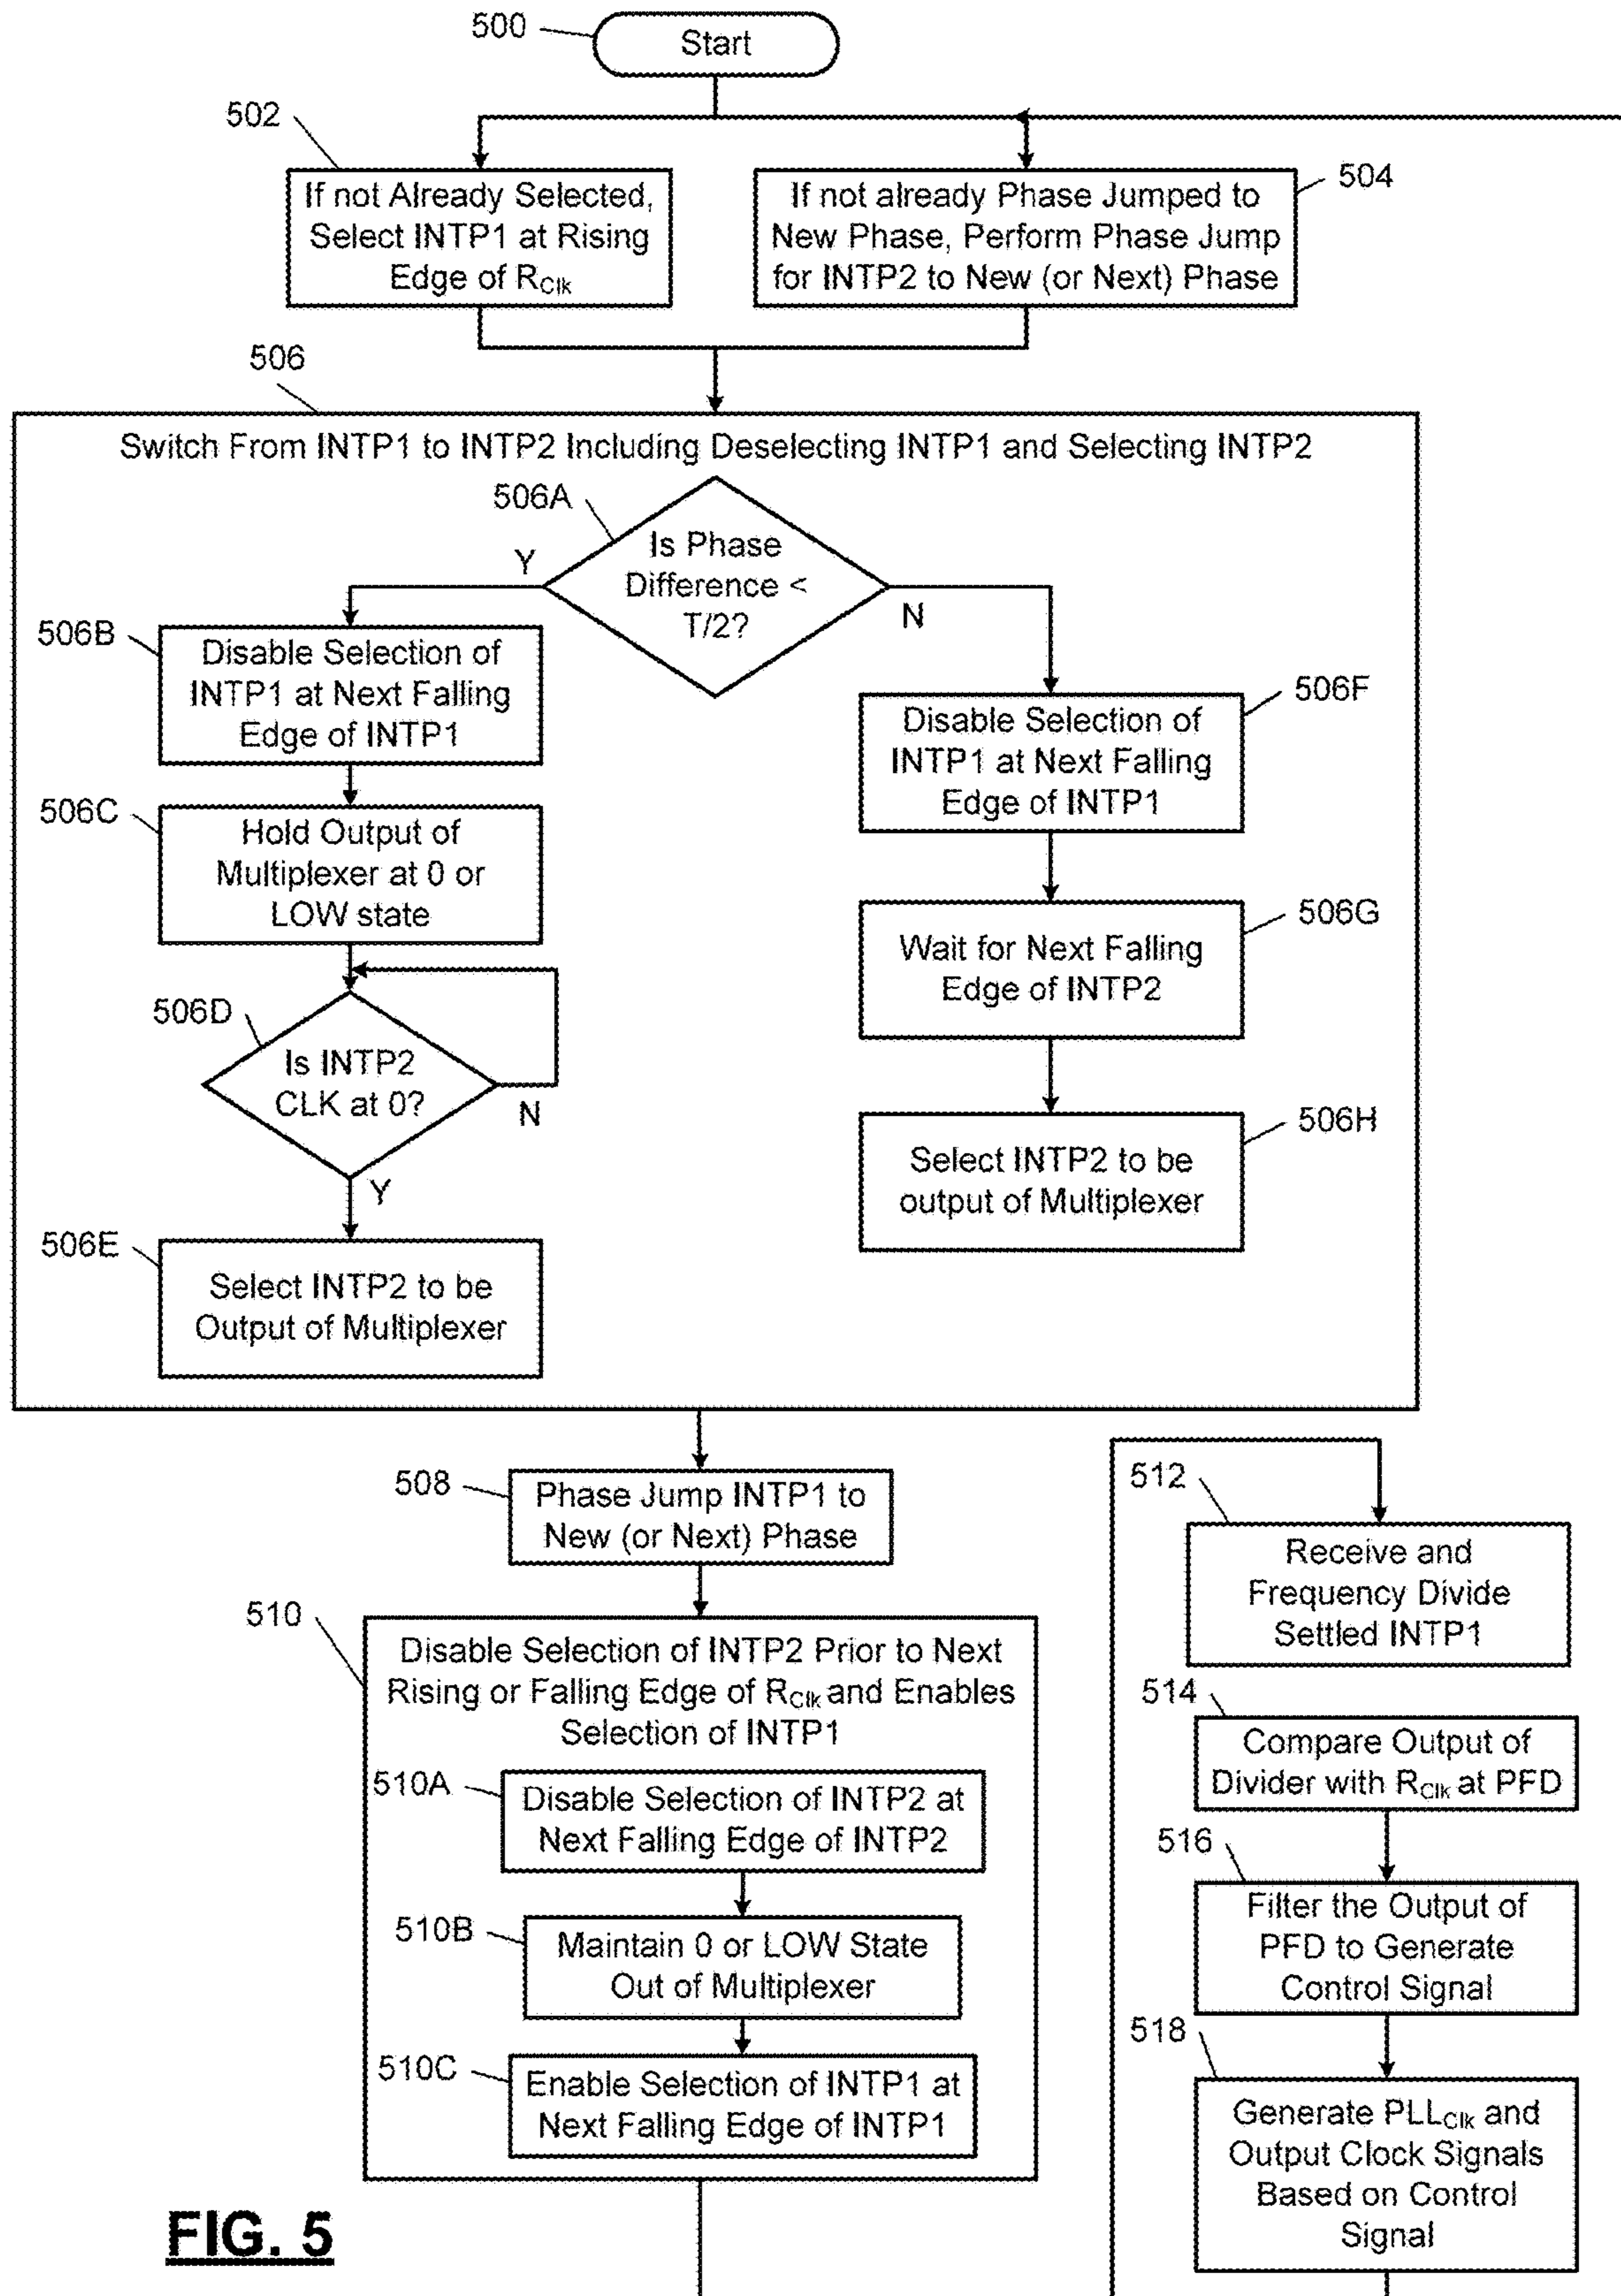 500
Start
502
If not Already Selected,
Select INTP1 at Rising
Edge of RClk
504
If not already Phase Jumped to
New Phase, Perform Phase Jump
for INTP2 to New (or Next) Phase
506
Switch From INTP1 to INTP2 Including Deselecting INTP1 and Selecting INTP2
506A
Is Phase
Difference <
T/2?
Y
N
506B
Disable Selection of
INTP1 at Next Falling
Edge of INTP1
506C
Hold Output of
Multiplexer at 0 or
LOW state
506D
Is INTP2
CLK at 0?
N
Y
506E
Select INTP2 to be
Output of Multiplexer
506F
Disable Selection of
INTP1 at Next Falling
Edge of INTP1
506G
Wait for Next Falling
Edge of INTP2
506H
Select INTP2 to be
output of Multiplexer
508
Phase Jump INTP1 to
New (or Next) Phase
510
Disable Selection of INTP2 Prior to Next
Rising or Falling Edge of RClk and Enables
Selection of INTP1
510A
Disable Selection of INTP2 at
Next Falling Edge of INTP2
510B
Maintain 0 or LOW State
Out of Multiplexer
510C
Enable Selection of INTP1 at
Next Falling Edge of INTP1
512
Receive and
Frequency Divide
Settled INTP1
514
Compare Output of
Divider with RClk at PFD
516
Filter the Output of
PFD to Generate
Control Signal
518
Generate PLLClk and
Output Clock Signals
Based on Control
Signal
FIG. 5